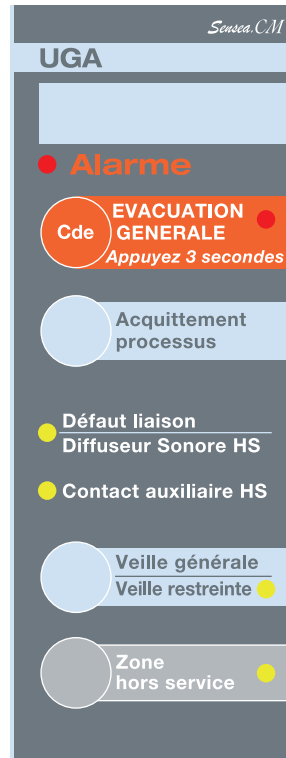 Sensea.CM
UGA
Alarme
Cde
EVACUATION
GENERALE
Appuyez 3 secondes
Acquittement
processus
Défaut liaison
Diffuseur Sonore HS
Contact auxiliaire HS
Veille générale
Veille restreinte
Zone
hors service